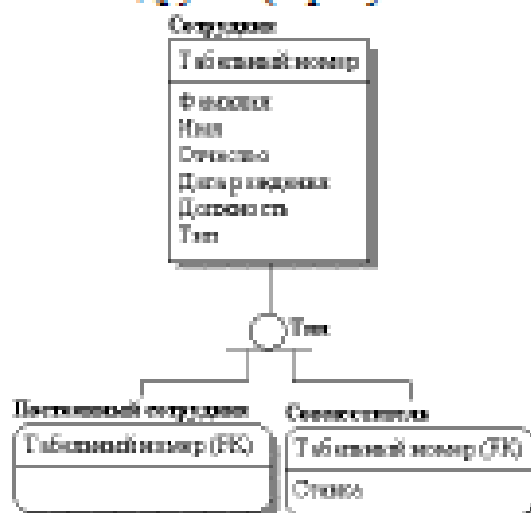 Сотрудник
Табельный номер
Фамилия
Имя
Отчество
Дата рождения
Должность
Тип
Тип
Постоянный сотрудник
Совместитель
Табельный номер (FK)
Табельный номер (FK)
Ставка